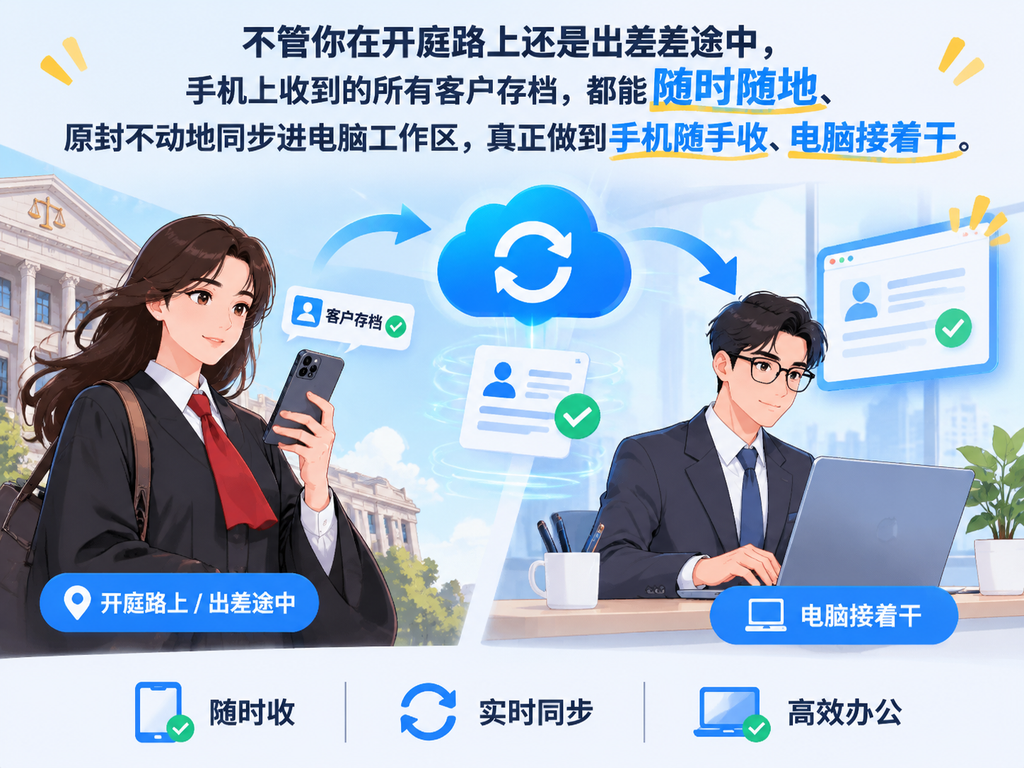 不管你在开庭路上还是出差差途中，
手机上收到的所有客户存档，都能随时随地、
原封不动地同步进电脑工作区，真正做到手机随手收、电脑接着干。
客户存档
开庭路上 / 出差途中
电脑接着干
随时收
实时同步
高效办公